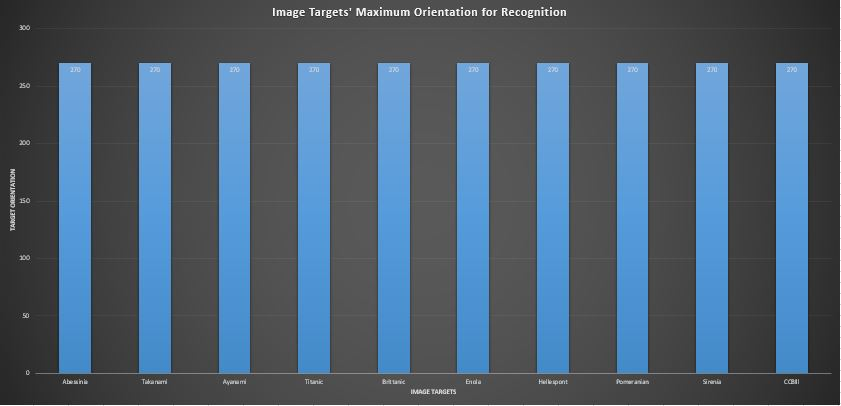 Image Targets' Maximum Orientation for Recognition
300
250
200
150
100
50
0
TARGET ORIENTATION
270 270 270 270 270 270 270 270 270 270
Abessinia Takanami Ayanami Titanic Brittanic Enola Hellespont Pomeranian Sirenia CCBill
IMAGE TARGETS